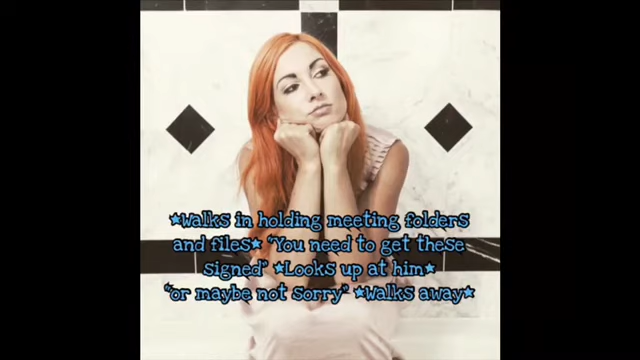 *Walks in holding meeting folders
and files* "You need to get these
signed" *Looks up at him*
"or maybe not sorry" *Walks away*